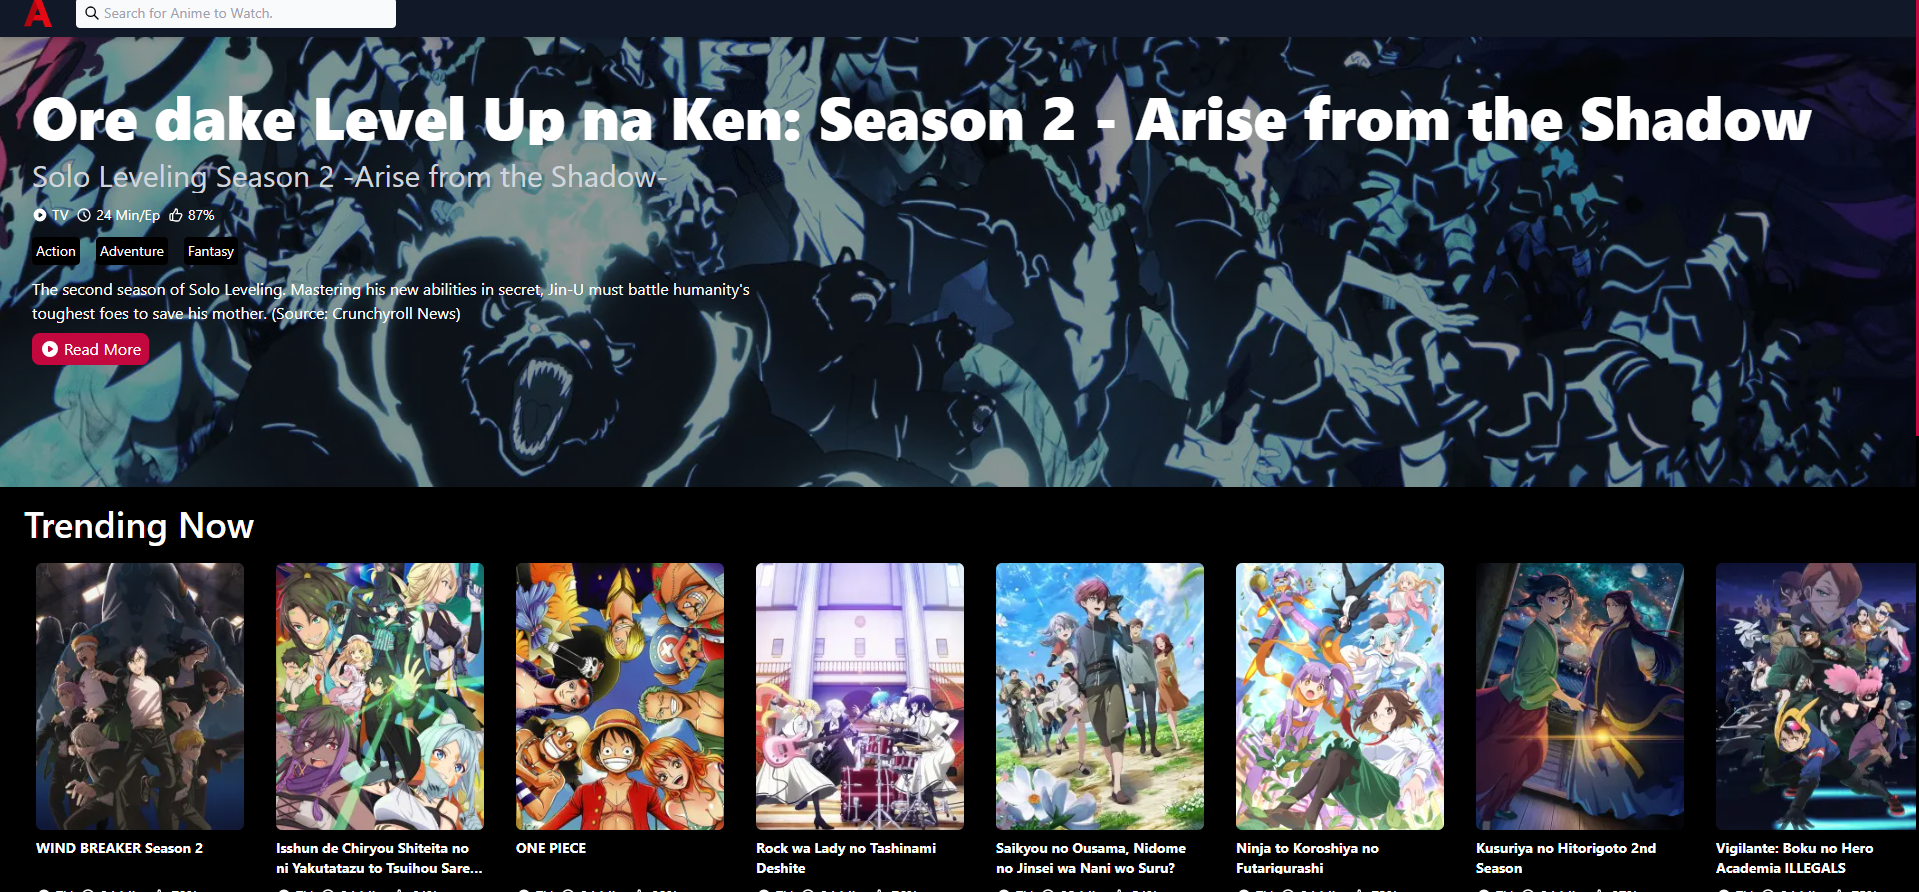 A
Search for Anime to Watch.
Ore dake Level Up na Ken: Season 2 - Arise from the Shadow
Solo Leveling Season 2 -Arise from the Shadow-
TV 24 Min/Ep 87%
Action Adventure Fantasy
The second season of Solo Leveling. Mastering his new abilities in secret, Jin-U must battle humanity's
toughest foes to save his mother. (Source: Crunchyroll News)
Read More
Trending Now
WIND BREAKER Season 2
Isshun de Chiryou Shiteita no
ni Yakutatazu to Tsuihou Sare...
ONE PIECE
Rock wa Lady no Tashinami
Deshite
Saikyou no Ousama, Nidome
no Jinsei wa Nani wo Suru?
Ninja to Koroshiya no
Futarigurashi
Kusuriya no Hitorigoto 2nd
Season
Vigilante: Boku no Hero
Academia ILLEGALS